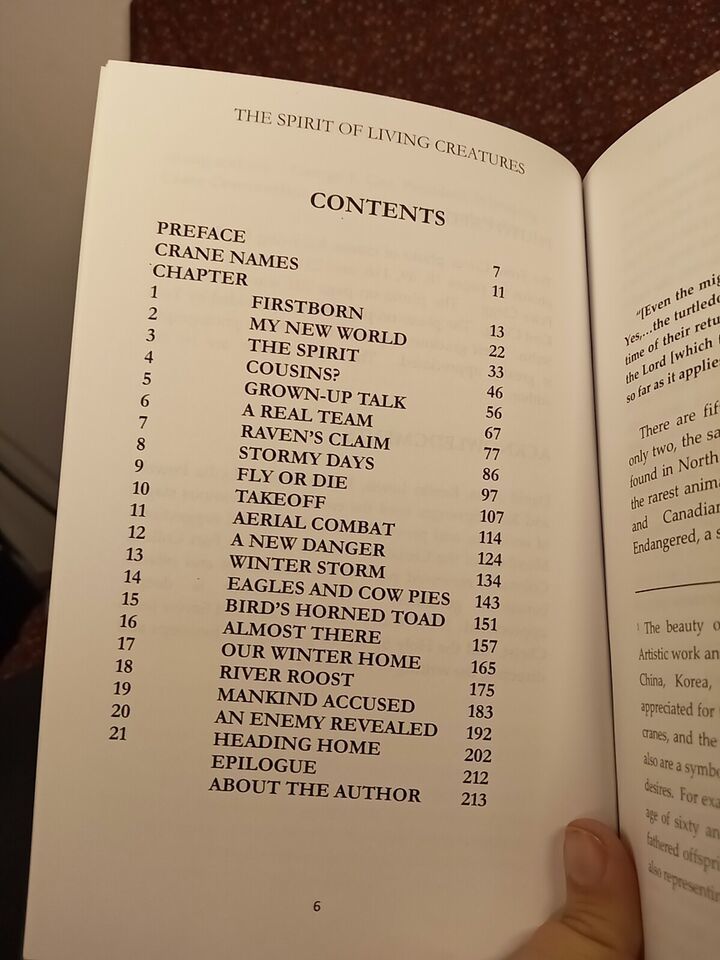 THE SPIRIT OF LIVING CREATURES
CONTENTS
PREFACE 7
CRANE NAMES 11
CHAPTER
1 FIRSTBORN 13
2 MY NEW WORLD 22
3 THE SPIRIT 33
4 COUSINS? 46
5 GROWN-UP TALK 56
6 A REAL TEAM 67
7 RAVEN'S CLAIM 77
8 STORMY DAYS 86
9 FLY OR DIE 97
10 TAKEOFF 107
11 AERIAL COMBAT 114
12 A NEW DANGER 124
13 WINTER STORM 134
14 EAGLES AND COW PIES 143
15 BIRD'S HORNED TOAD 151
16 ALMOST THERE 157
17 OUR WINTER HOME 165
18 RIVER ROOST 175
19 MANKIND ACCUSED 183
20 AN ENEMY REVEALED 192
21 HEADING HOME 202
EPILOGUE 212
ABOUT THE AUTHOR 213
6
"[Even the mig
Yes,...the turtledo
time of their retu
the Lord [which
so far as it applie
There are fif
only two, the sa
found in North
the rarest anima
and Canadian
Endangered, a s
1 The beauty o
Artistic work an
China, Korea,
appreciated for
cranes, and the
also are a symbo
desires. For exa
age of sixty an
fathered offspri
also representin